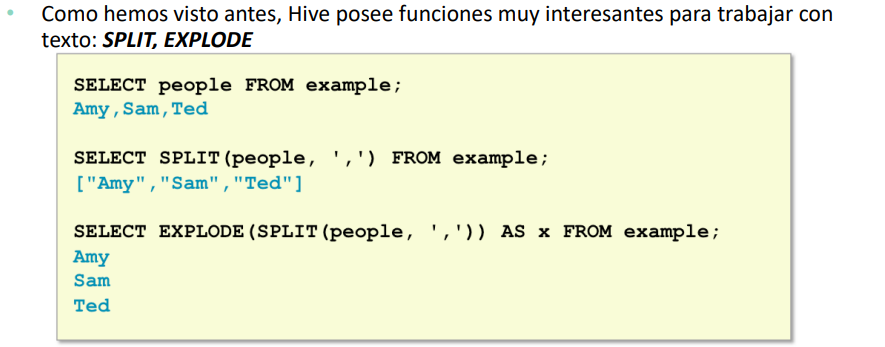 • Como hemos visto antes, Hive posee funciones muy interesantes para trabajar con
texto: SPLIT, EXPLODE
SELECT people FROM example;
Amy,Sam,Ted
SELECT SPLIT(people, ',') FROM example;
["Amy","Sam","Ted"]
SELECT EXPLODE(SPLIT(people, ',')) AS x FROM example;
Amy
Sam
Ted